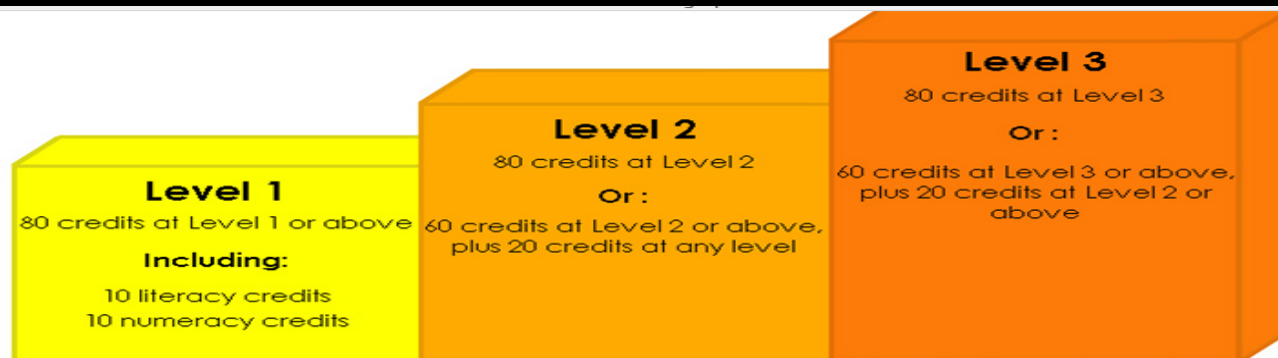 Level 1
80 credits at Level 1 or above
Including:
10 literacy credits
10 numeracy credits
Level 2
80 credits at Level 2
Or :
60 credits at Level 2 or above,
plus 20 credits at any level
Level 3
80 credits at Level 3
Or :
60 credits at Level 3 or above,
plus 20 credits at Level 2 or
above